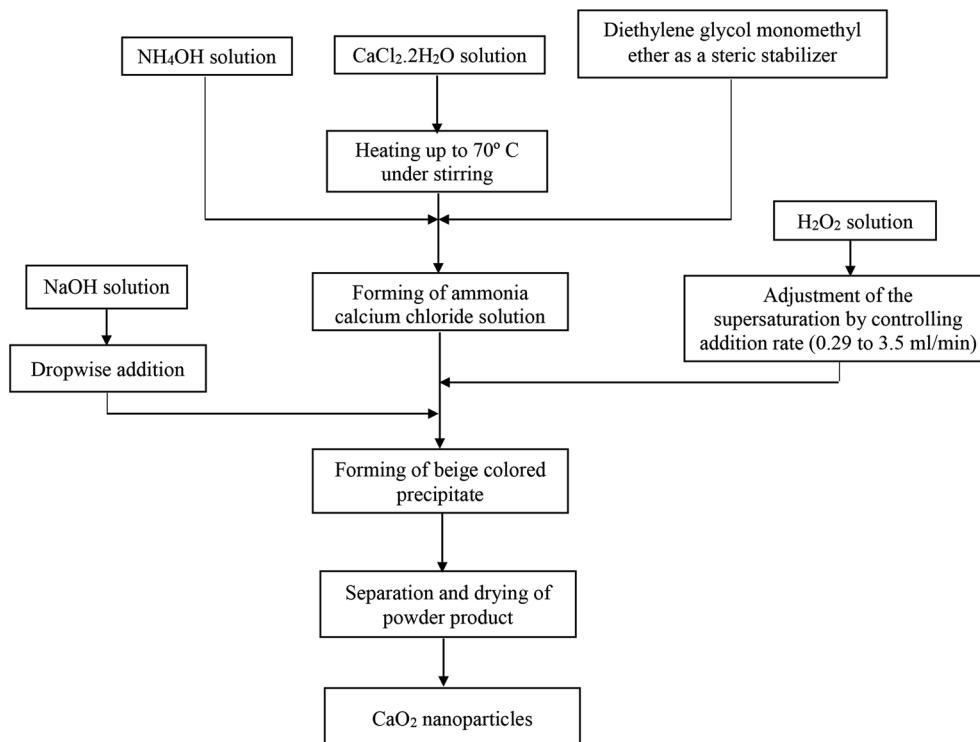 Diethylene glycol monomethyl
ether as a steric stabilizer
NH₄OH solution
CaCl₂.2H₂O solution
Heating up to 70º C
under stirring
H₂O₂ solution
NaOH solution
Forming of ammonia
calcium chloride solution
Adjustment of the
supersaturation by controlling
addition rate (0.29 to 3.5 ml/min)
Dropwise addition
Forming of beige colored
precipitate
Separation and drying of
powder product
CaO₂ nanoparticles